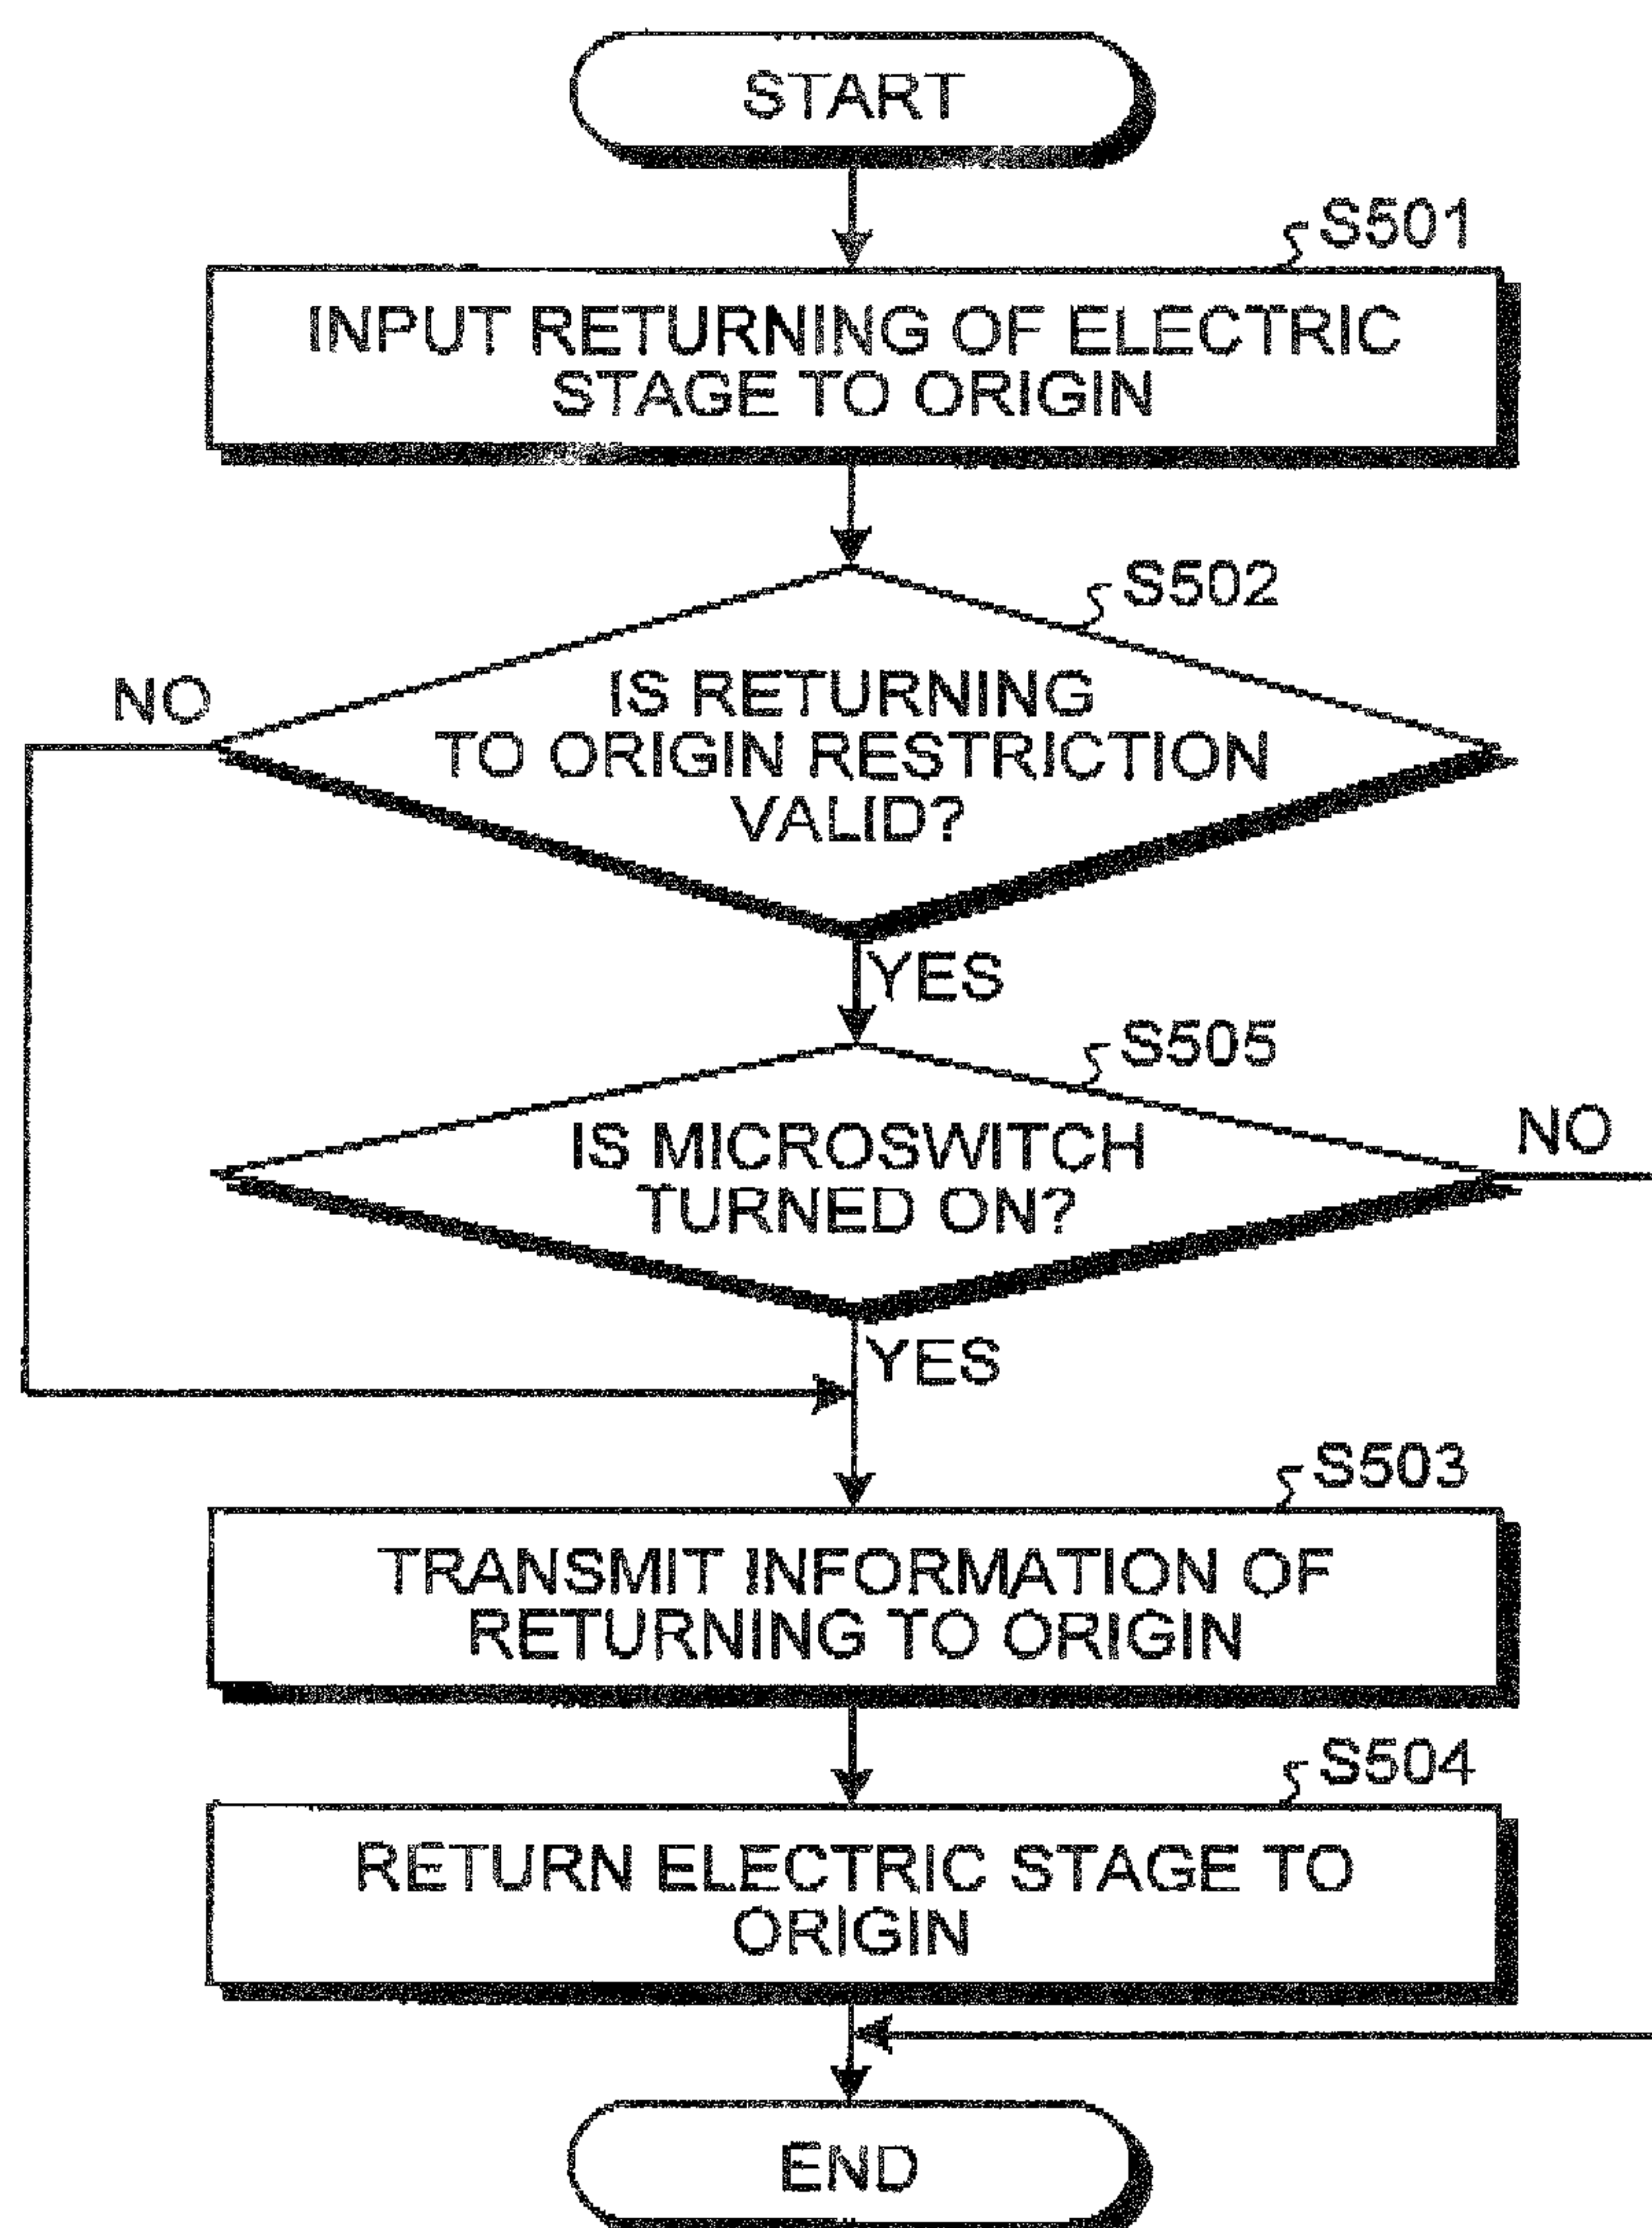 START
S501
INPUT RETURNING OF ELECTRIC
STAGE TO ORIGIN
S502
NO
IS RETURNING
TO ORIGIN RESTRICTION
VALID?
YES
S505
NO
IS MICROSWITCH
TURNED ON?
YES
S503
TRANSMIT INFORMATION OF
RETURNING TO ORIGIN
S504
RETURN ELECTRIC STAGE TO
ORIGIN
END